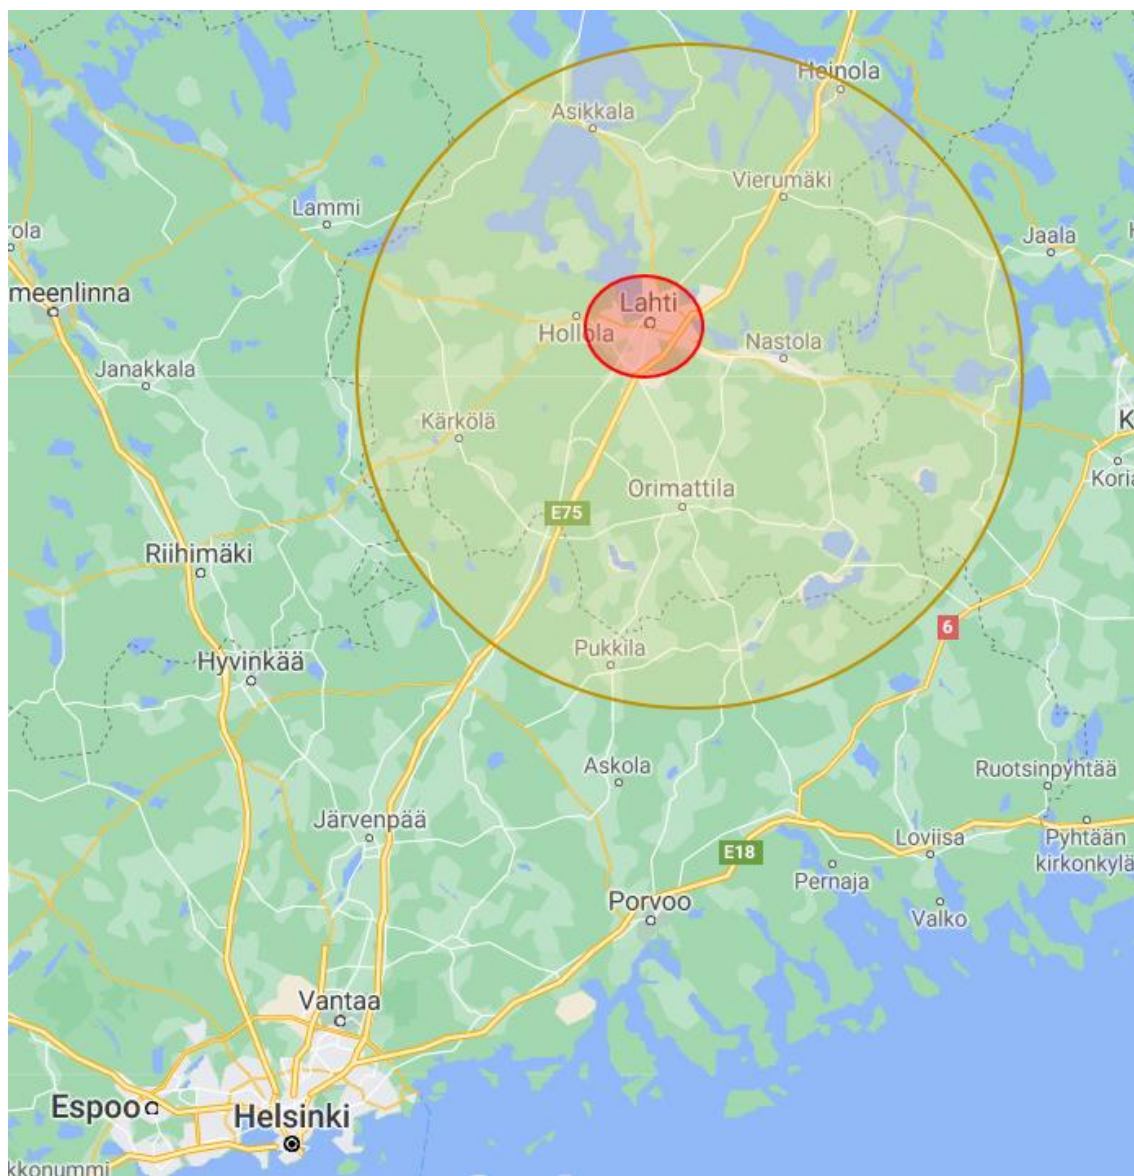 Heinola
Asikkala
Vierumäki
Lammi
rola
Jaala
meenlinna
Lahti
Hollola
Nastola
Janakkala
Kärkölä
K
Koria
Orimattila
E75
Riihimäki
6
Pukkila
Hyvinkää
Askola
Ruotsinpyhtää
Järvenpää
Loviisa
Pyhtään
kirkonkylä
E18
Pernaja
Porvoo
Valko
Vantaa
Espoo
Helsinki
kkonummi